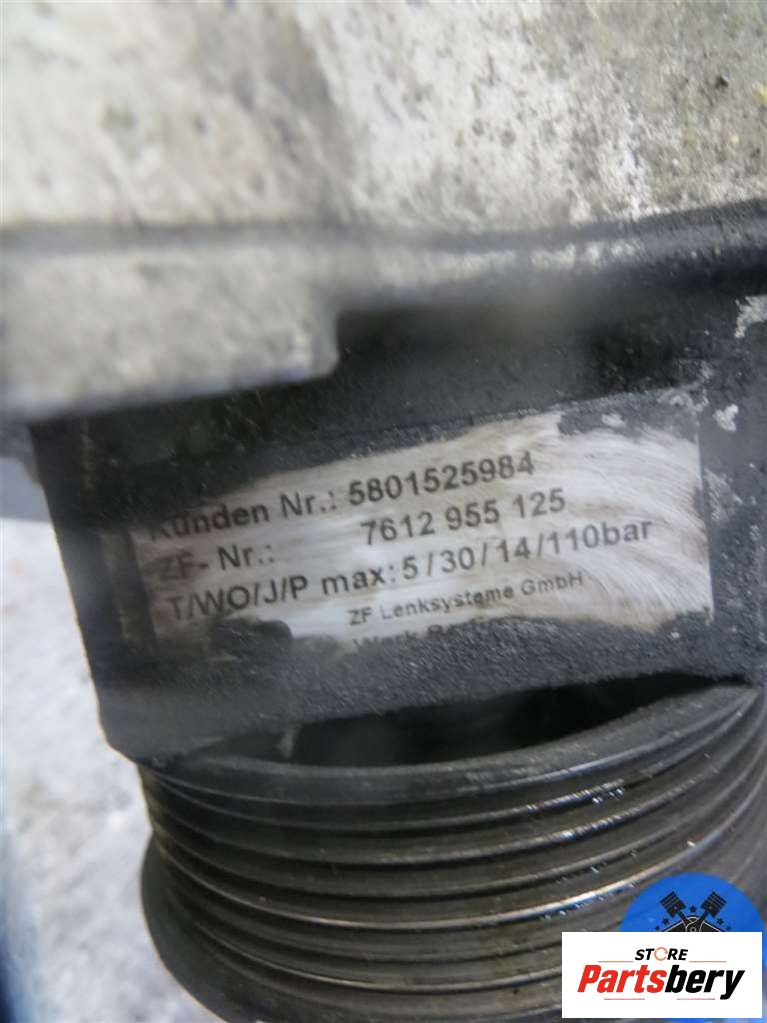 Kunden Nr.: 5801525984
ZF- Nr.: 7612 955 125
T/WO/J/P max: 5/30/14/110bar
ZF Lenksysteme GmbH
Werk
STORE
Partsbery